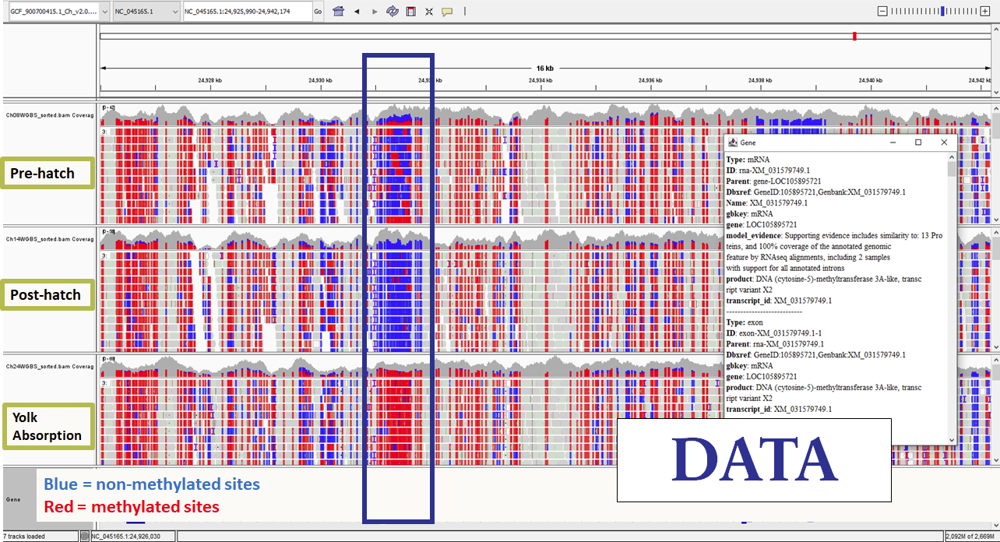 GCF_900700415.1_Ch_v2.0.... NC_045165.1 NC_045165.1:24,925,990-24,942,174 Go
16 kb
24,928 kb 24,930 kb 24,934 kb 24,936 kb 24,938 kb 24,940 kb 24,942 kb
Ch08WGBS_sorted.bam Coverag
3:
Pre-hatch
Ch14WGBS_sorted.bam Coverag
3:
Post-hatch
Ch24WGBS_sorted.bam Coverag
3:
Yolk
Absorption
Gene
Type: mRNA
ID: rna-XM_031579749.1
Parent: gene-LOC105895721
Dbxref: GeneID:105895721,Genbank:XM_031579749.1
Name: XM_031579749.1
gbkey: mRNA
gene: LOC105895721
model_evidence: Supporting evidence includes similarity to: 13 Pro
teins, and 100% coverage of the annotated genomic
feature by RNAseq alignments, including 2 samples
with support for all annotated introns
product: DNA (cytosine-5)-methyltransferase 3A-like, transc
ript variant X2
transcript_id: XM_031579749.1
---------------------------
Type: exon
ID: exon-XM_031579749.1-1
Parent: rna-XM_031579749.1
Dbxref: GeneID:105895721,Genbank:XM_031579749.1
gbkey: mRNA
gene: LOC105895721
product: DNA (cytosine-5)-methyltransferase 3A-like, transc
ript variant X2
transcript_id: XM_031579749.1
DATA
Gene
Blue = non-methylated sites
Red = methylated sites
7 tracks loaded NC_045165.1:24,926,030 2,092M of 2,669M